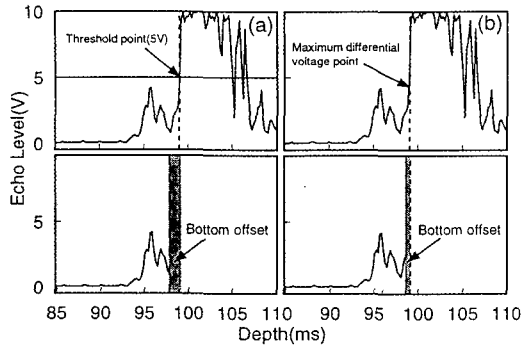 10 (a) (b)
Threshold point(5V)
Maximum differential
voltage point
5
0
Echo Level(V)
Bottom offset Bottom offset
5
0
85 90 95 100 105 110 90 95 100 105 110
Depth(ms)